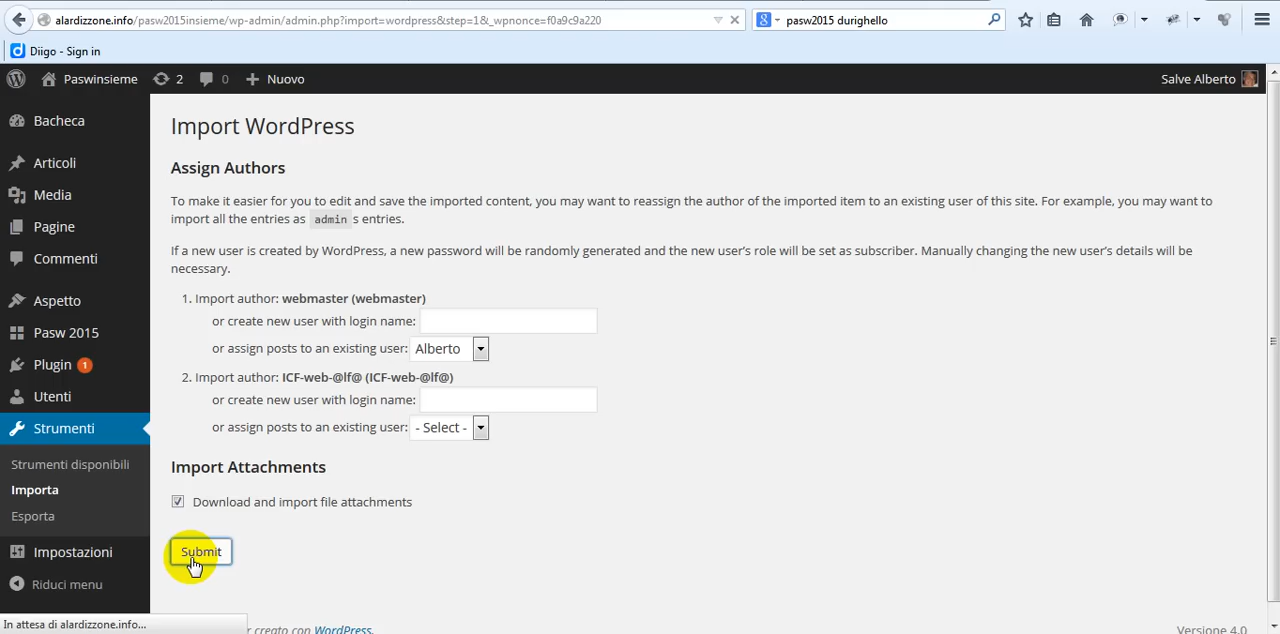 alardizzone.info/pasw2015insieme/wp-admin/admin.php?import=wordpress&step=1&_wpnonce=f0a9c9a220
pasw2015 durighello
Diigo - Sign in
Paswinsieme 2 0 Nuovo Salve Alberto
Bacheca
Articoli
Media
Pagine
Commenti
Aspetto
Pasw 2015
Plugin 1
Utenti
Strumenti
Strumenti disponibili
Importa
Esporta
Impostazioni
Riduci menu
Import WordPress
Assign Authors
To make it easier for you to edit and save the imported content, you may want to reassign the author of the imported item to an existing user of this site. For example, you may want to
import all the entries as admin s entries.
If a new user is created by WordPress, a new password will be randomly generated and the new user's role will be set as subscriber. Manually changing the new user's details will be
necessary.
1. Import author: webmaster (webmaster)
or create new user with login name:
or assign posts to an existing user: Alberto
2. Import author: ICF-web-@lf@ (ICF-web-@lf@)
or create new user with login name:
or assign posts to an existing user: - Select -
Import Attachments
Download and import file attachments
Submit
In attesa di alardizzone.info...
r creato con WordPress.
Versione 4.0